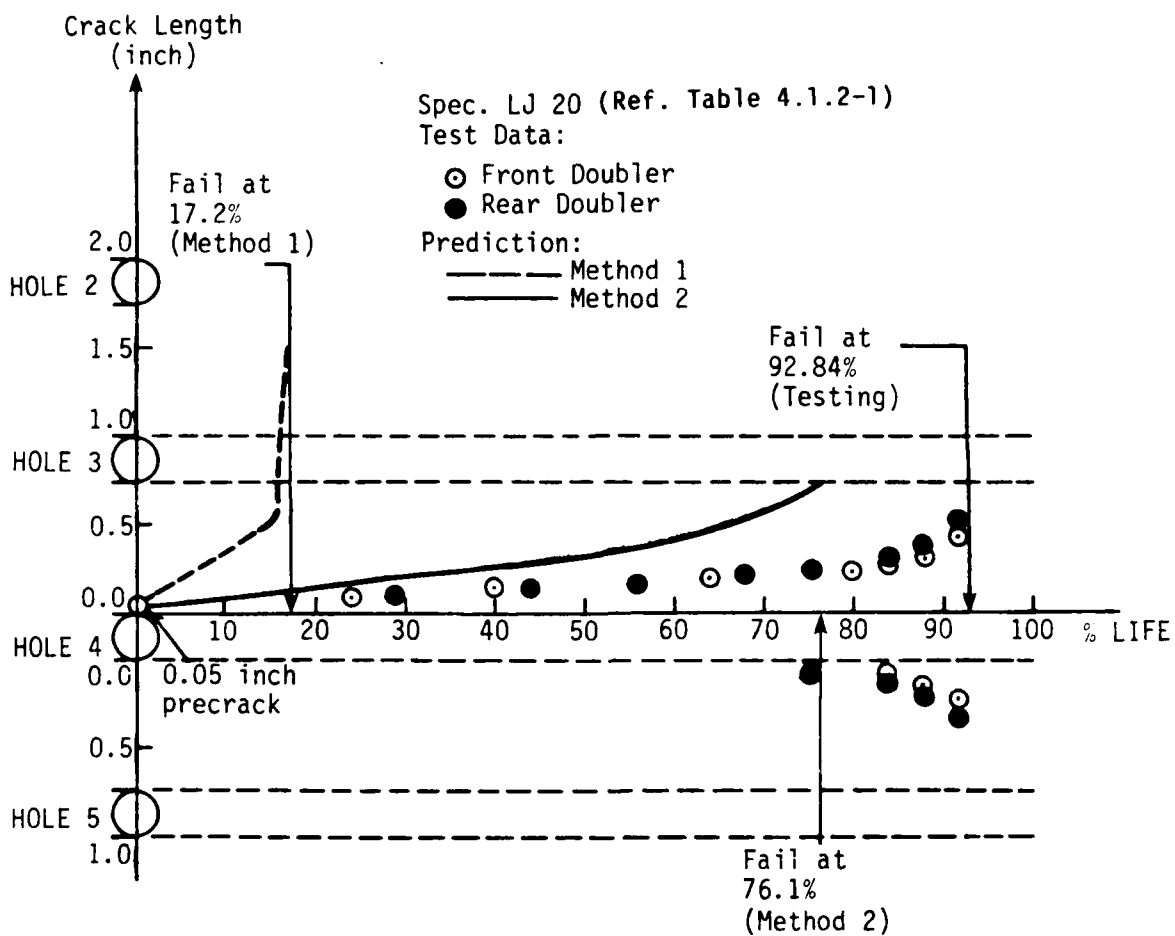 Crack Length
(inch)
Spec. LJ 20 (Ref. Table 4.1.2-1)
Test Data:
Front Doubler
Rear Doubler
Prediction:
Method 1
Method 2
Fail at
17.2%
(Method 1)
Fail at
92.84%
(Testing)
2.0
HOLE 2
1.5
1.0
HOLE 3
0.5
0.0
10 20 30 40 50 60 70 80 90 100 % LIFE
HOLE 4
0.0
0.05 inch
precrack
0.5
HOLE 5
1.0
Fail at
76.1%
(Method 2)